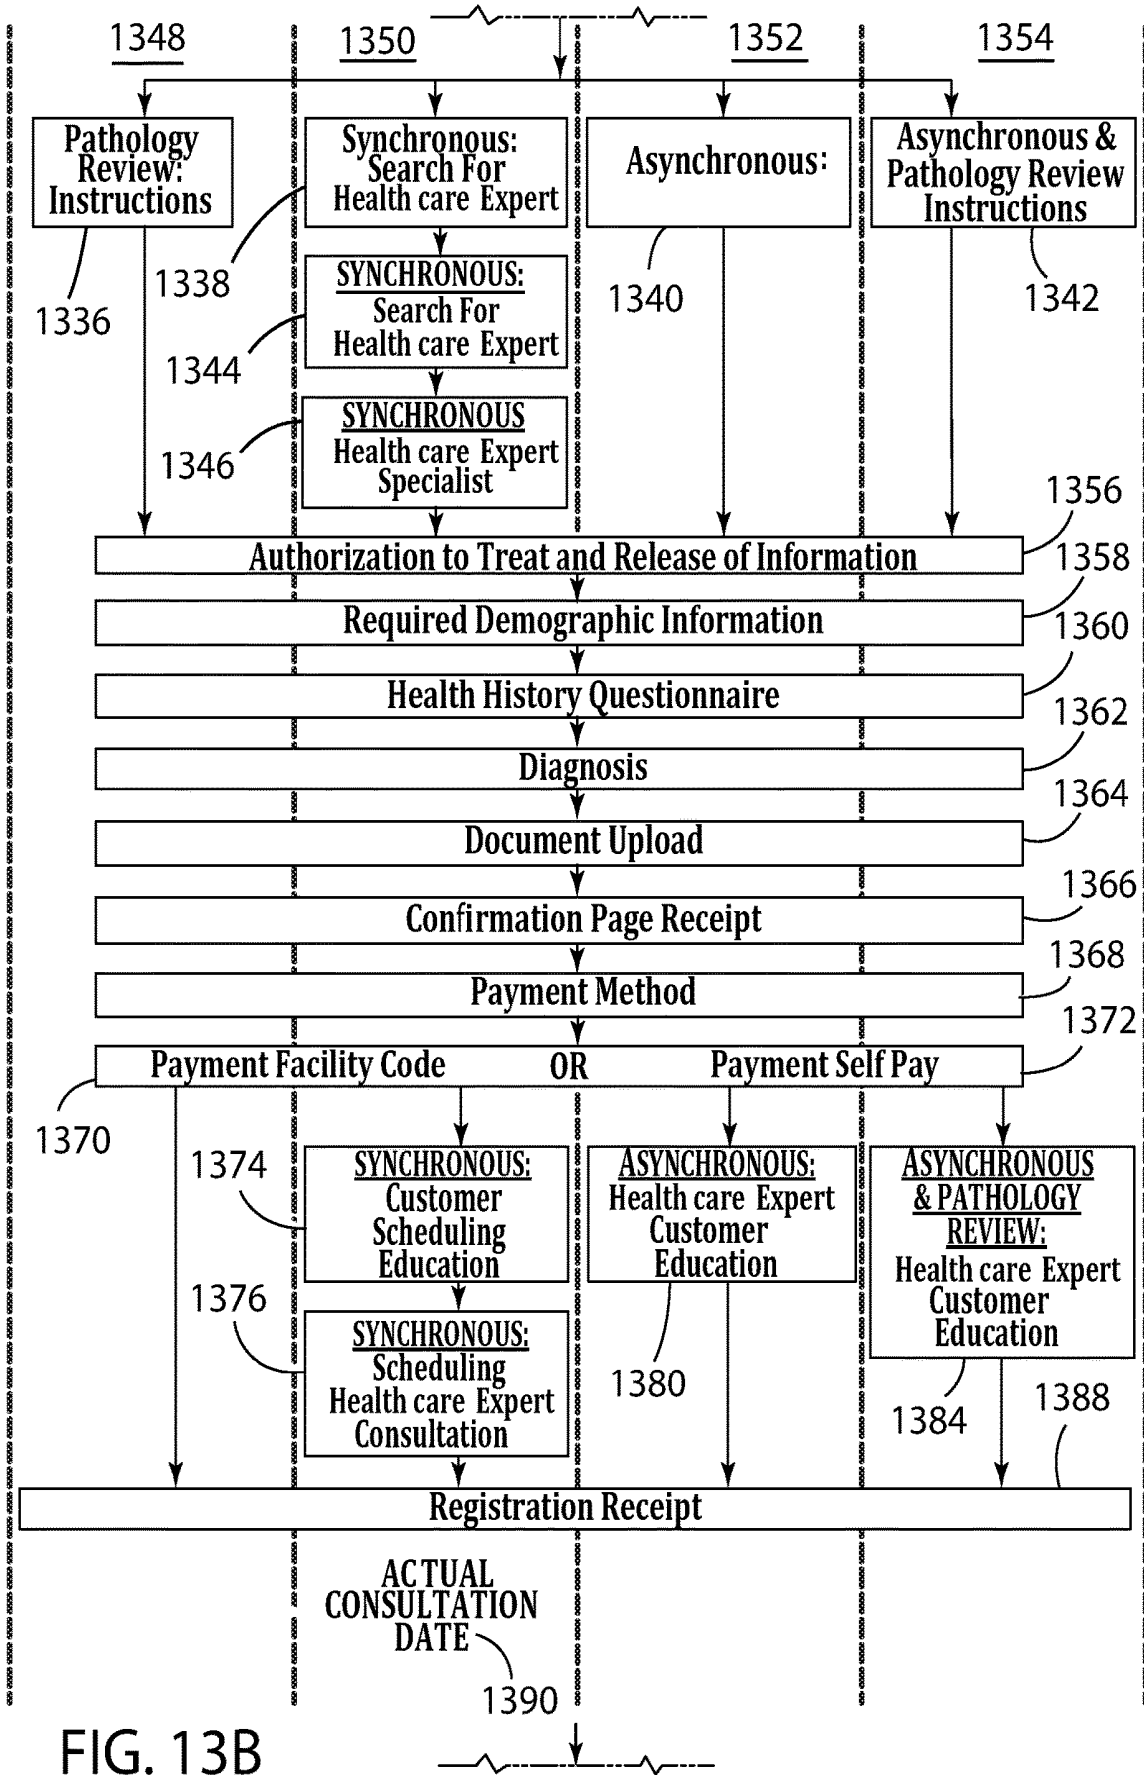 1348
1350
1352
1354
Pathology
Review:
Instructions
Synchronous:
Search For
Health care Expert
Asynchronous:
Asynchronous &
Pathology Review
Instructions
1336
1338
1340
1342
SYNCHRONOUS:
Search For
Health care Expert
1344
SYNCHRONOUS
Health care Expert
Specialist
1346
1356
Authorization to Treat and Release of Information
1358
Required Demographic Information
1360
Health History Questionnaire
1362
Diagnosis
1364
Document Upload
1366
Confirmation Page Receipt
1368
Payment Method
1372
Payment Facility Code OR Payment Self Pay
1370
1374
SYNCHRONOUS:
Customer
Scheduling
Education
ASYNCHRONOUS:
Health care Expert
Customer
Education
ASYNCHRONOUS
& PATHOLOGY
REVIEW:
Health care Expert
Customer
Education
1376
SYNCHRONOUS:
Scheduling
Health care Expert
Consultation
1380
1384
1388
Registration Receipt
ACTUAL
CONSULTATION
DATE
1390
FIG. 13B